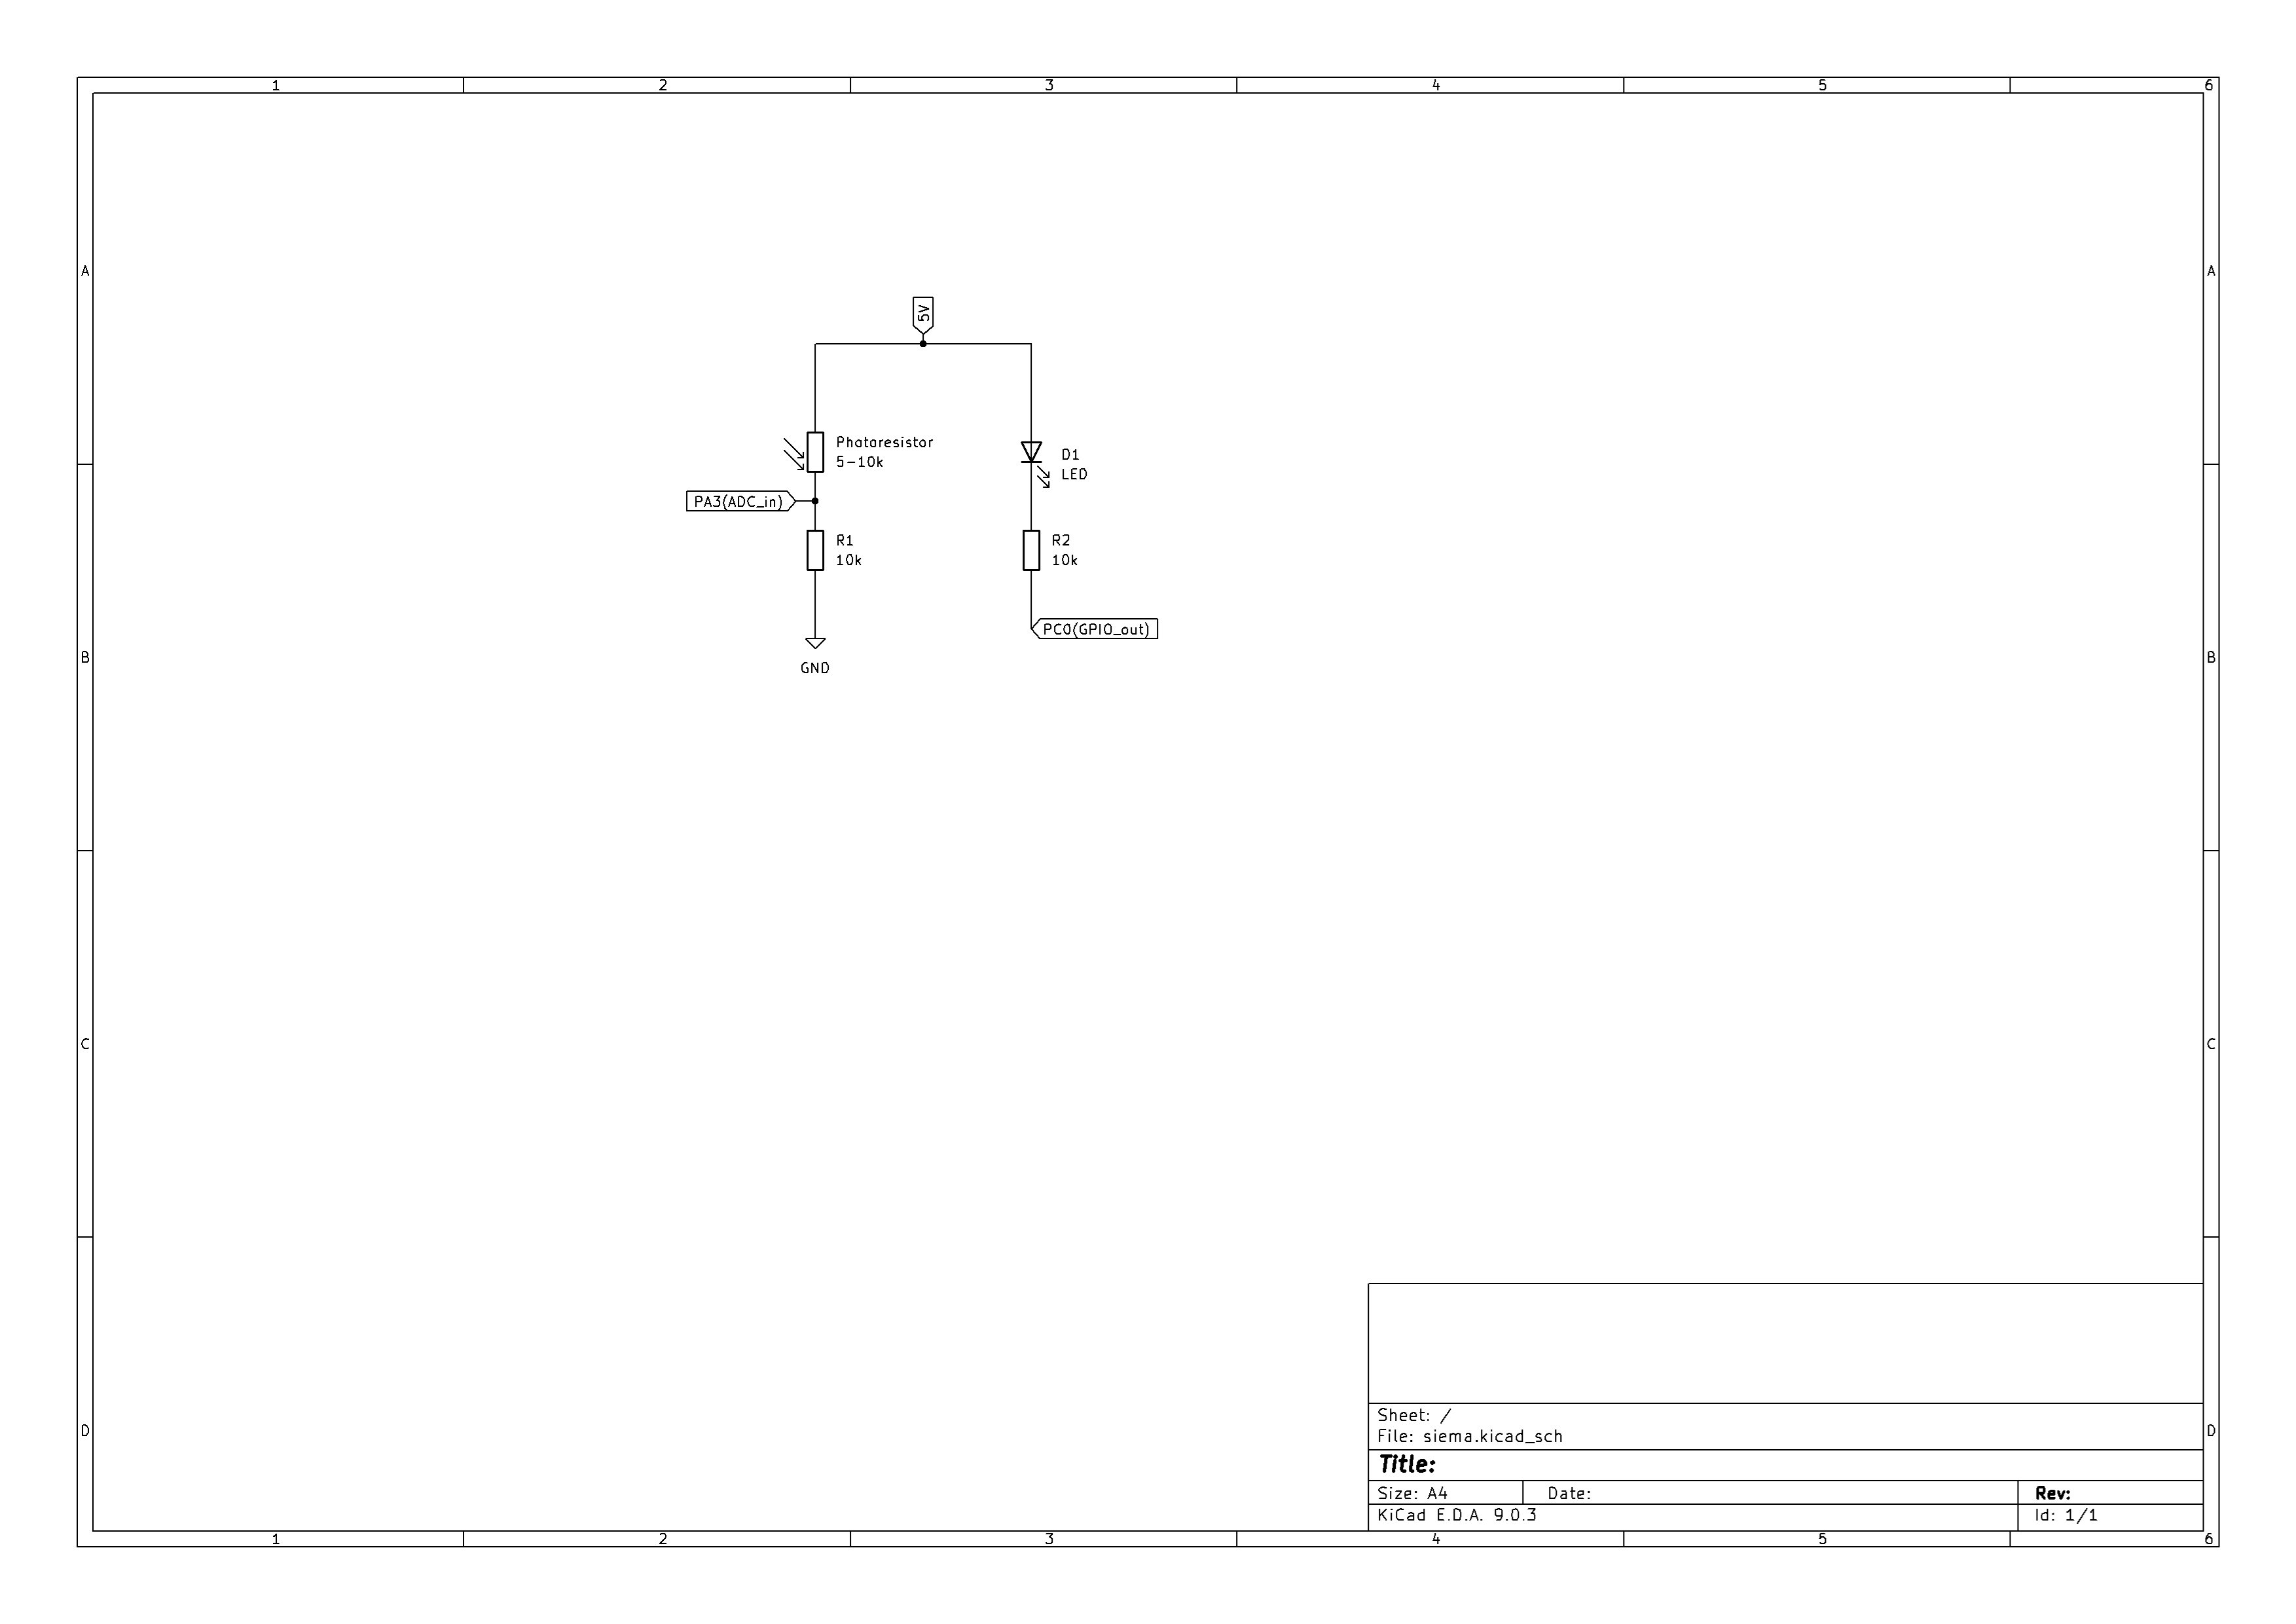 1 2 3 4 5 6
A A
5V
Photoresistor
5-10k
D1
LED
PA3(ADC_in)
R1
10k
R2
10k
PC0(GPIO_out)
GND
B B
C C
D D
Sheet: /
File: siema.kicad_sch
Title:
Size: A4 Date: Rev:
KiCad E.D.A. 9.0.3 Id: 1/1
1 2 3 4 5 6